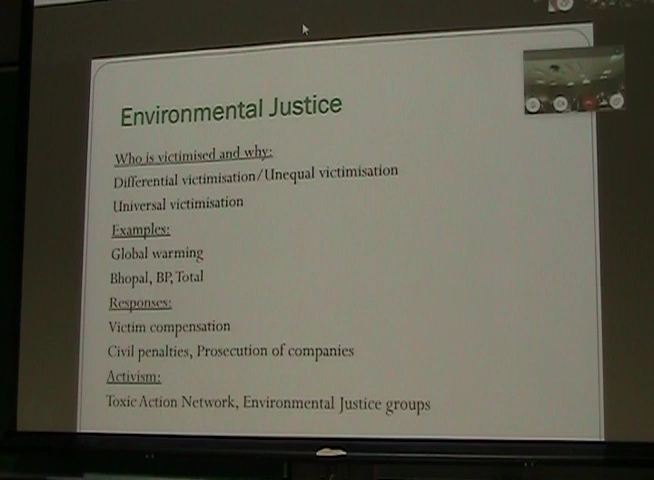 Environmental Justice
Who is victimised and why:
Differential victimisation/Unequal victimisation
Universal victimisation
Examples:
Global warming
Bhopal, BP, Total
Responses:
Victim compensation
Civil penalties, Prosecution of companies
Activism:
Toxic Action Network, Environmental Justice groups